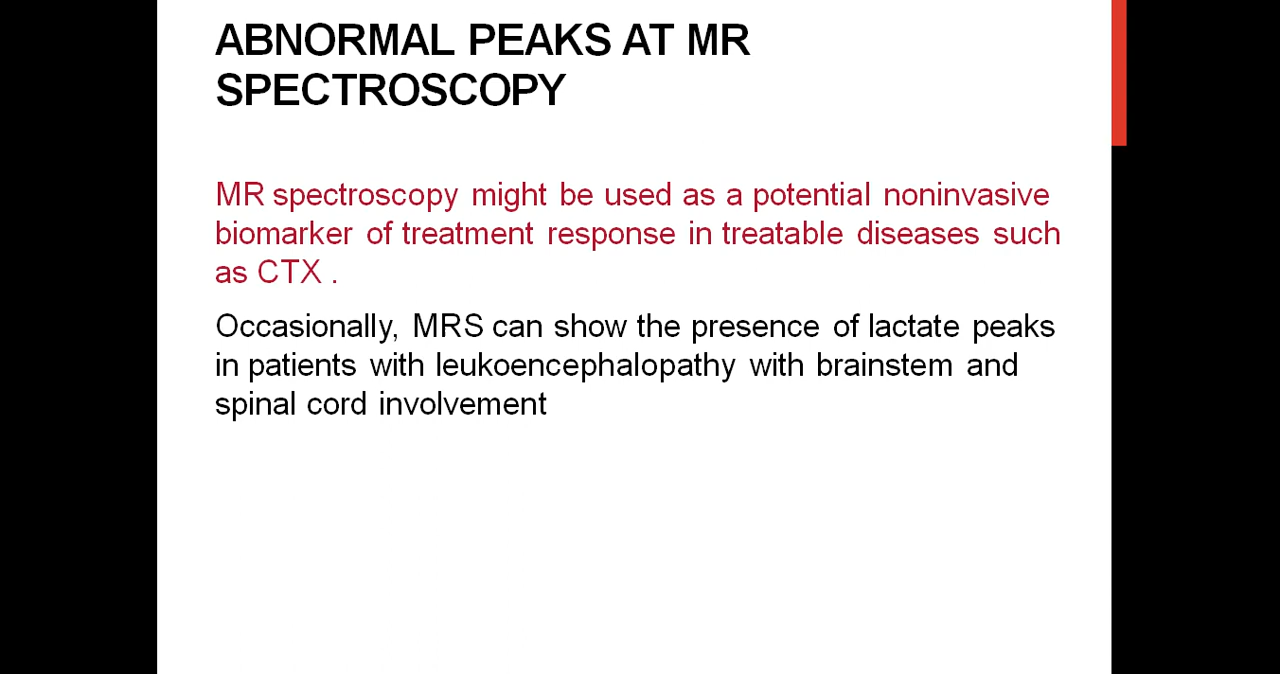 ABNORMAL PEAKS AT MR
SPECTROSCOPY
MR spectroscopy might be used as a potential noninvasive
biomarker of treatment response in treatable diseases such
as CTX .
Occasionally, MRS can show the presence of lactate peaks
in patients with leukoencephalopathy with brainstem and
spinal cord involvement